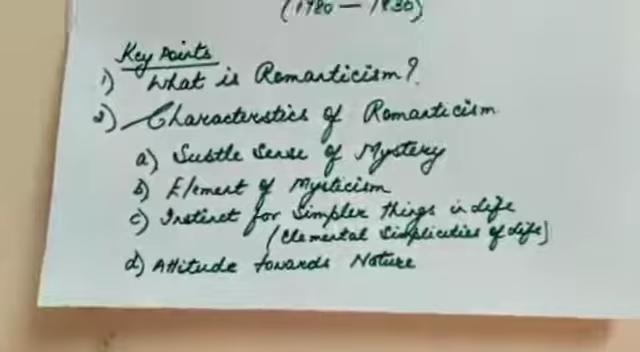 (1780 — 1830)
Key Points
1) What is Romanticism?
2) Characteristics of Romanticism
a) Subtle Sense of Mystery
b) Element of Mysticism
c) Instinct for Simpler things in life
(Elemental Simplicities of life)
d) Attitude towards Nature